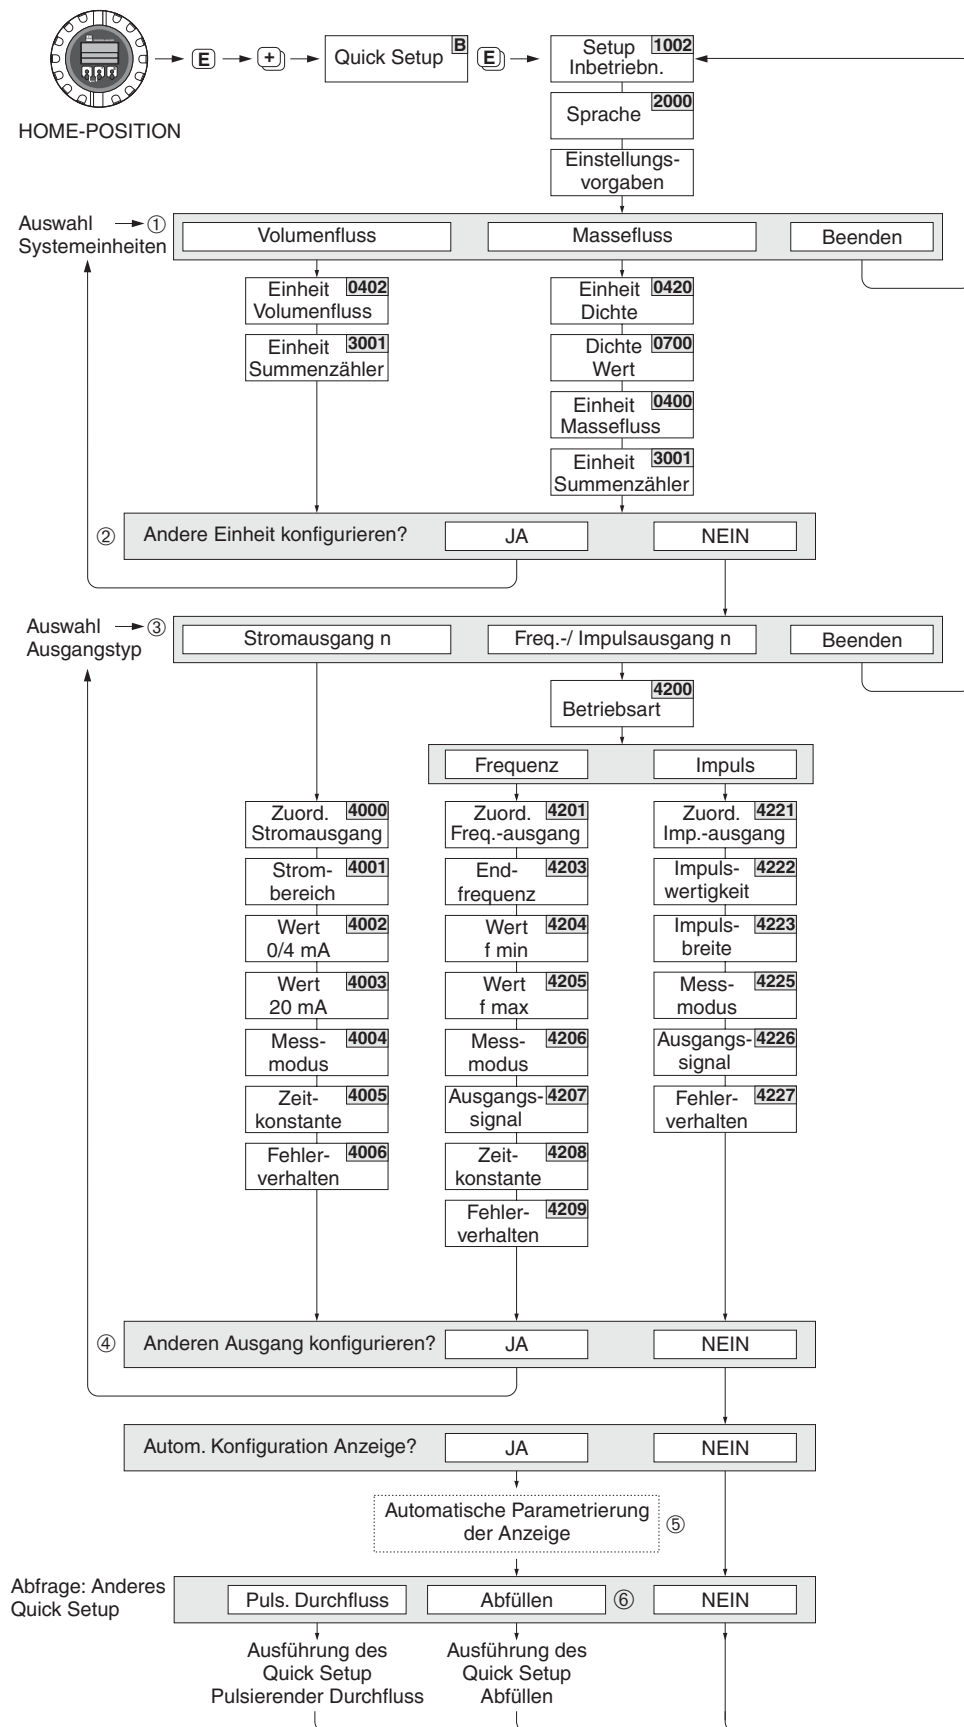 HOME-POSITION
E
+
Quick Setup B
E
Setup 1002
Inbetriebn.
Sprache 2000
Einstellungs-
vorgaben
Auswahl
Systemeinheiten
①
Volumenfluss
Massefluss
Beenden
Einheit 0402
Volumenfluss
Einheit 3001
Summenzähler
Einheit 0420
Dichte
Dichte 0700
Wert
Einheit 0400
Massefluss
Einheit 3001
Summenzähler
②
Andere Einheit konfigurieren?
JA
NEIN
Auswahl
Ausgangstyp
③
Stromausgang n
Freq.-/ Impulsausgang n
Beenden
4200
Betriebsart
Frequenz
Impuls
Zuord. 4000
Stromausgang
Strom- 4001
bereich
Wert 4002
0/4 mA
Wert 4003
20 mA
Mess- 4004
modus
Zeit- 4005
konstante
Fehler- 4006
verhalten
Zuord. 4201
Freq.-ausgang
End- 4203
frequenz
Wert 4204
f min
Wert 4205
f max
Mess- 4206
modus
Ausgangs- 4207
signal
Zeit- 4208
konstante
Fehler- 4209
verhalten
Zuord. 4221
Imp.-ausgang
Impuls- 4222
wertigkeit
Impuls- 4223
breite
Mess- 4225
modus
Ausgangs- 4226
signal
Fehler- 4227
verhalten
④
Anderen Ausgang konfigurieren?
JA
NEIN
Autom. Konfiguration Anzeige?
JA
NEIN
Automatische Parametrierung
der Anzeige
⑤
Abfrage: Anderes
Quick Setup
Puls. Durchfluss
Abfüllen
⑥
NEIN
Ausführung des
Quick Setup
Pulsierender Durchfluss
Ausführung des
Quick Setup
Abfüllen